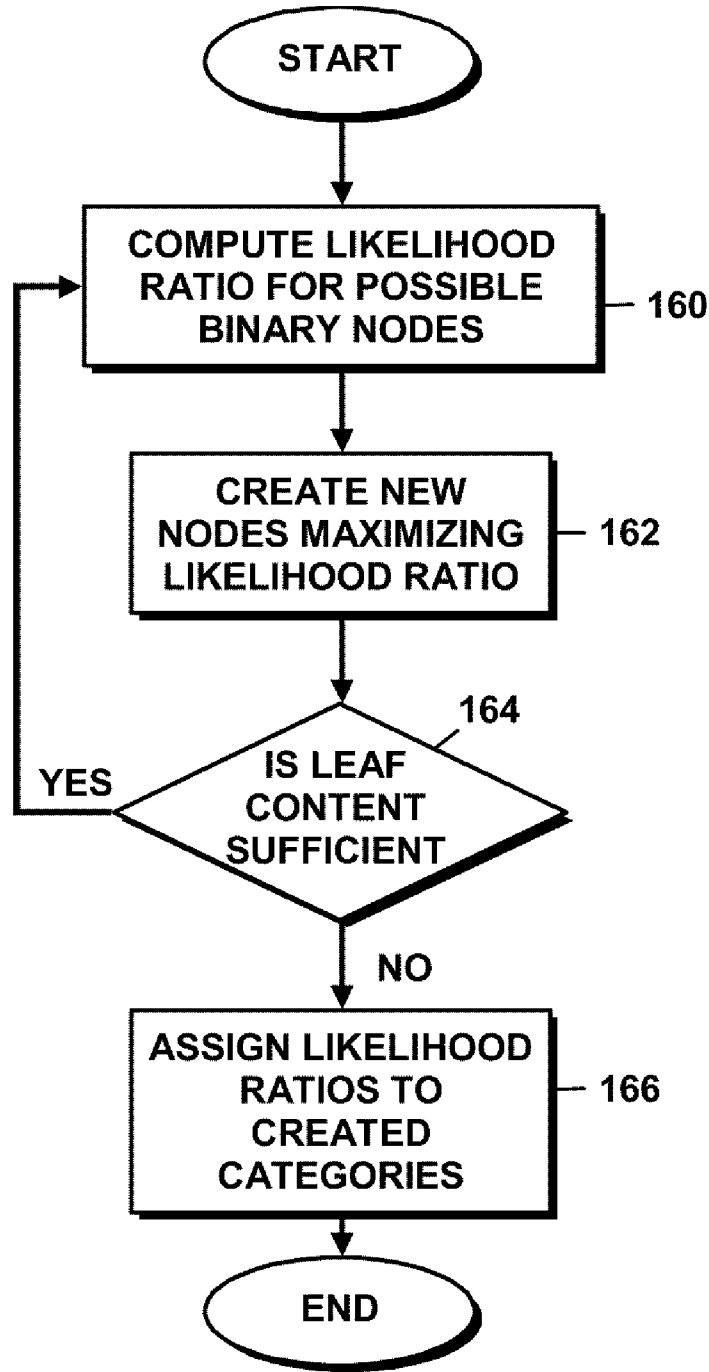 START
COMPUTE LIKELIHOOD
RATIO FOR POSSIBLE
BINARY NODES
160
CREATE NEW
NODES MAXIMIZING
LIKELIHOOD RATIO
162
164
IS LEAF
CONTENT
SUFFICIENT
YES
NO
ASSIGN LIKELIHOOD
RATIOS TO
CREATED
CATEGORIES
166
END